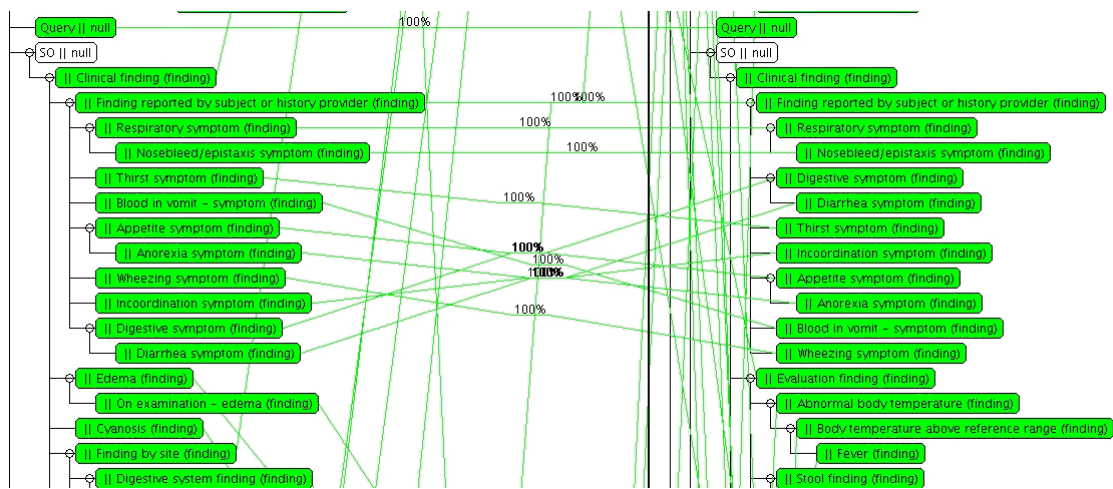 Query || null
100%
Query || null
SO || null
SO || null
|| Clinical finding (finding)
|| Clinical finding (finding)
|| Finding reported by subject or history provider (finding)
100%
100%
|| Finding reported by subject or history provider (finding)
|| Respiratory symptom (finding)
100%
|| Respiratory symptom (finding)
|| Nosebleed/epistaxis symptom (finding)
100%
|| Nosebleed/epistaxis symptom (finding)
|| Thirst symptom (finding)
|| Digestive symptom (finding)
|| Blood in vomit – symptom (finding)
100%
|| Diarrhea symptom (finding)
|| Appetite symptom (finding)
|| Thirst symptom (finding)
|| Anorexia symptom (finding)
100%
100%
|| Incoordination symptom (finding)
|| Wheezing symptom (finding)
100%
|| Appetite symptom (finding)
|| Incoordination symptom (finding)
100%
|| Anorexia symptom (finding)
|| Digestive symptom (finding)
|| Blood in vomit – symptom (finding)
|| Diarrhea symptom (finding)
|| Wheezing symptom (finding)
|| Edema (finding)
|| Evaluation finding (finding)
|| On examination – edema (finding)
|| Abnormal body temperature (finding)
|| Cyanosis (finding)
|| Body temperature above reference range (finding)
|| Finding by site (finding)
|| Fever (finding)
|| Digestive system finding (finding)
|| Stool finding (finding)